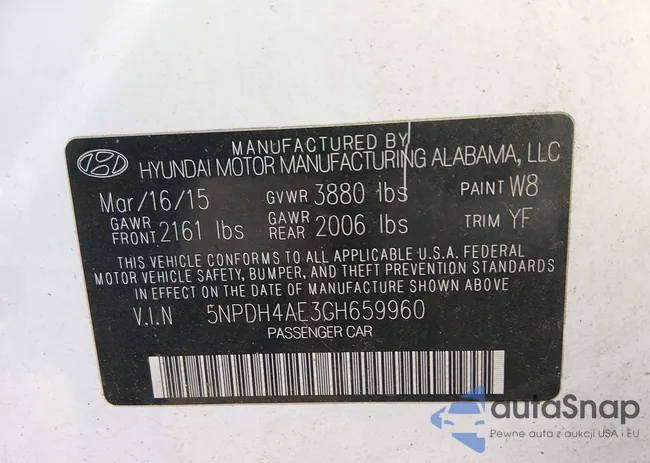 MANUFACTURED BY
HYUNDAI MOTOR MANUFACTURING ALABAMA, LLC
Mar/16/15 GVWR 3880 lbs PAINT W8
GAWR FRONT 2161 lbs GAWR REAR 2006 lbs TRIM YF
THIS VEHICLE CONFORMS TO ALL APPLICABLE U.S.A. FEDERAL
MOTOR VEHICLE SAFETY, BUMPER, AND THEFT PREVENTION STANDARDS
IN EFFECT ON THE DATE OF MANUFACTURE SHOWN ABOVE
V.I.N 5NPDH4AE3GH659960
PASSENGER CAR
autaSnap
Pewne auta z aukcji USA i EU